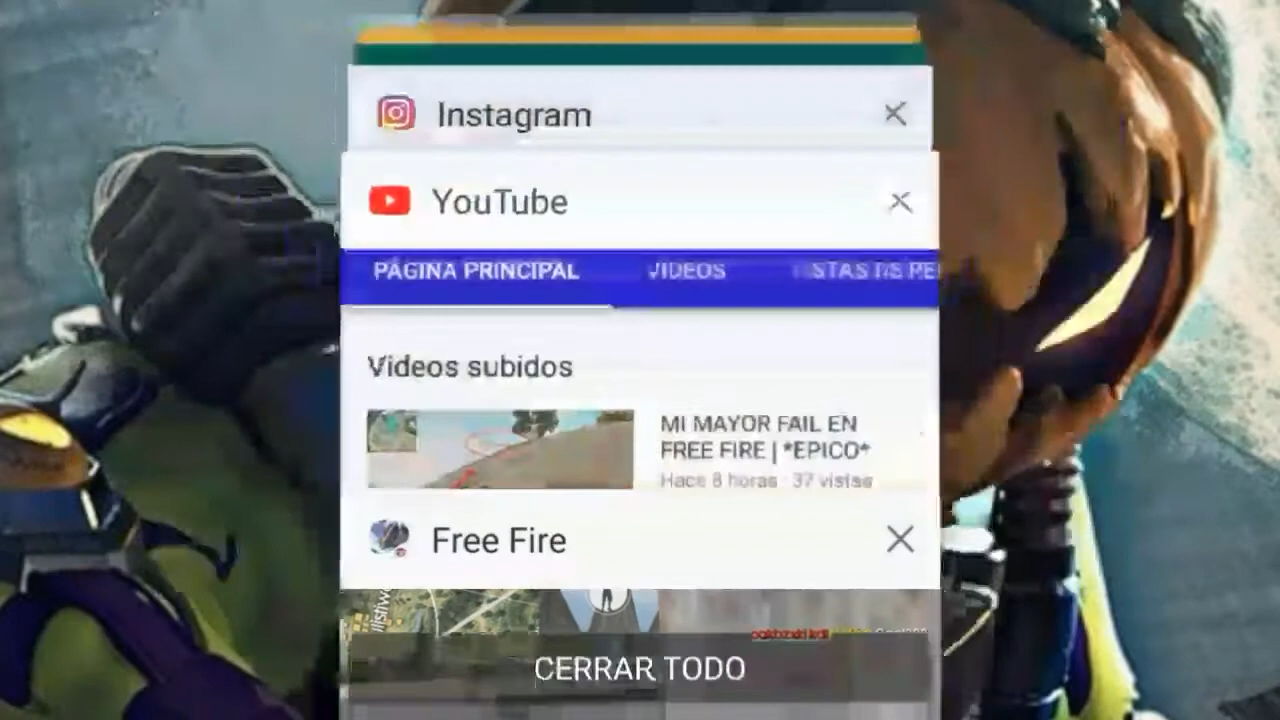 Instagram
YouTube
PÁGINA PRINCIPAL VIDEOS
Videos subidos
MI MAYOR FAIL EN
FREE FIRE | *EPICO*
Hace 8 horas · 37 vistas
Free Fire
CERRAR TODO